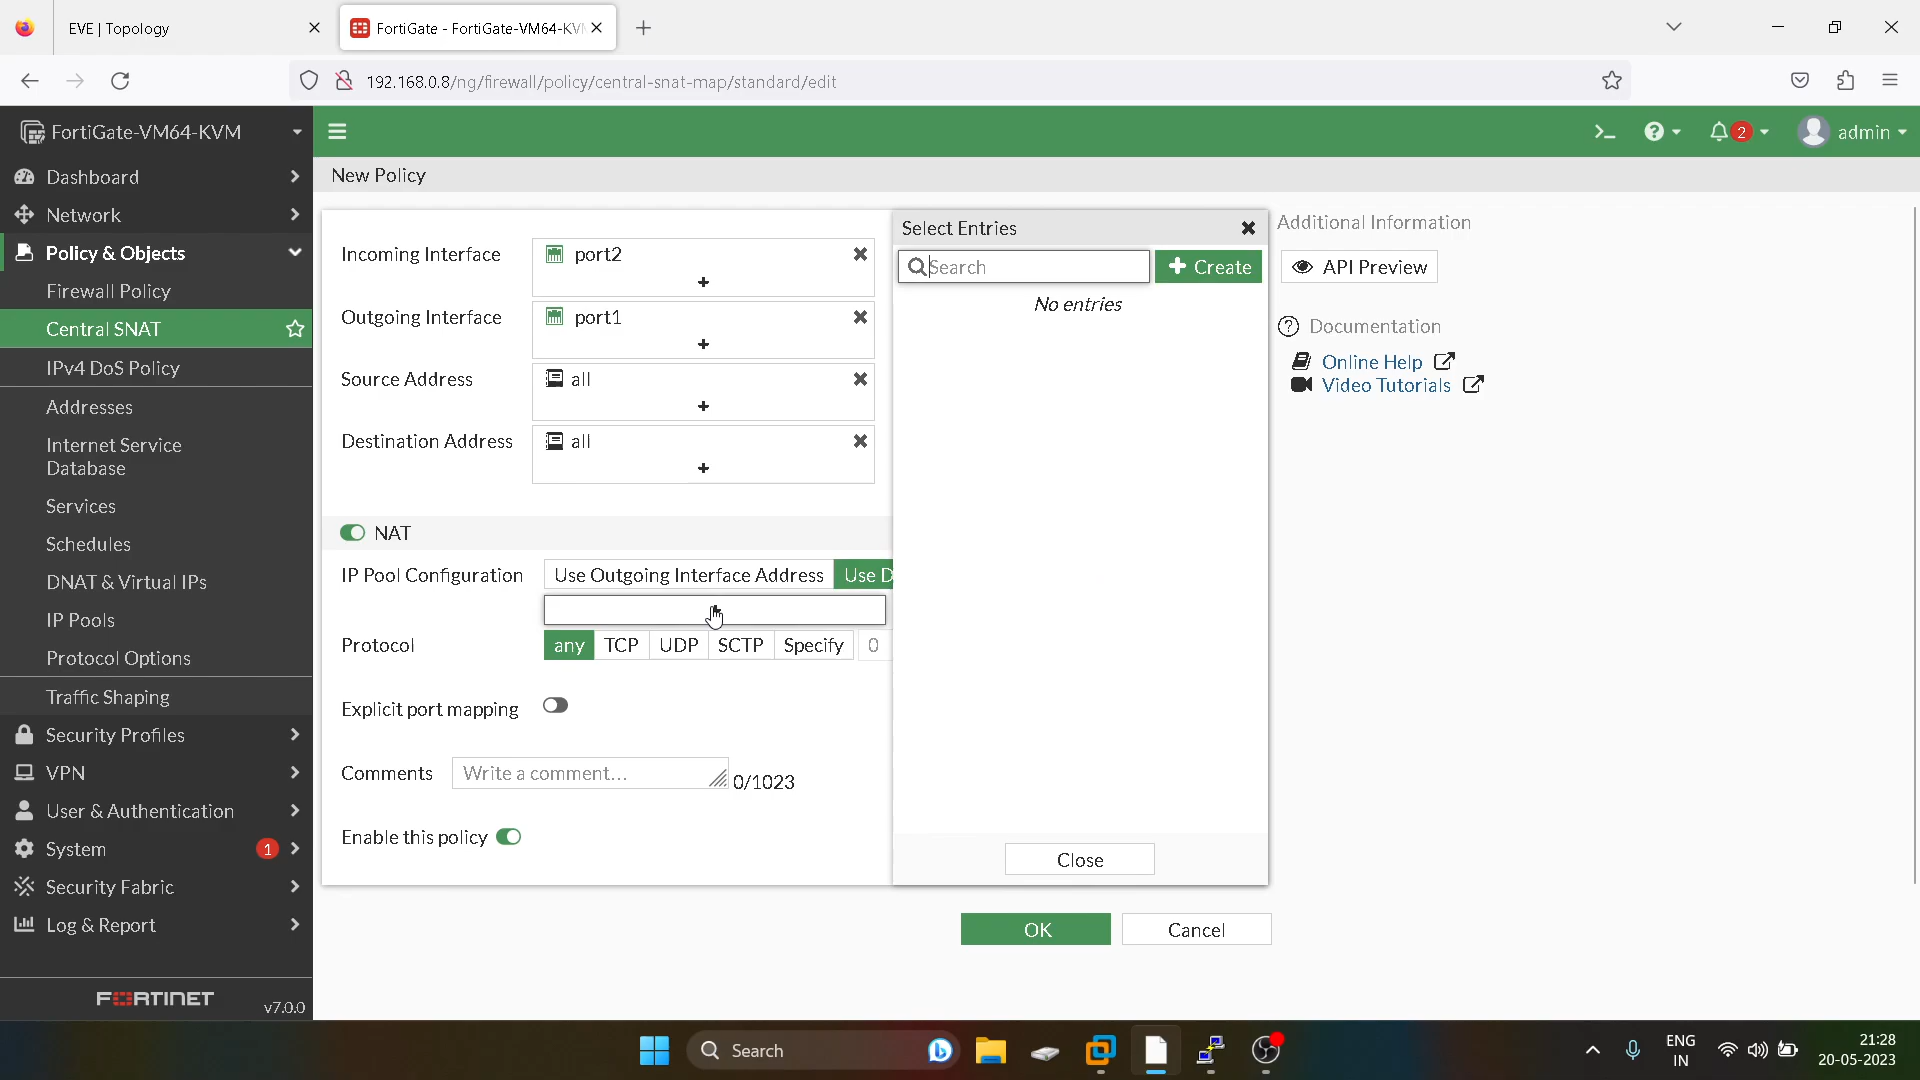 EVE | Topology
FortiGate - FortiGate-VM64-KV
192.168.0.8/ng/firewall/policy/central-snat-map/standard/edit
FortiGate-VM64-KVM
2
admin
Dashboard
Network
Policy & Objects
Firewall Policy
Central SNAT
IPv4 DoS Policy
Addresses
Internet Service
Database
Services
Schedules
DNAT & Virtual IPs
IP Pools
Protocol Options
Traffic Shaping
Security Profiles
VPN
User & Authentication
System
1
Security Fabric
Log & Report
FORTINET
v7.0.0
New Policy
Incoming Interface
port2
Outgoing Interface
port1
Source Address
all
Destination Address
all
NAT
IP Pool Configuration
Use Outgoing Interface Address
Use D
Protocol
any
TCP
UDP
SCTP
Specify
0
Explicit port mapping
Comments
Write a comment...
0/1023
Enable this policy
Select Entries
Search
Create
No entries
Close
OK
Cancel
Additional Information
API Preview
Documentation
Online Help
Video Tutorials
Search
ENG
IN
21:28
20-05-2023